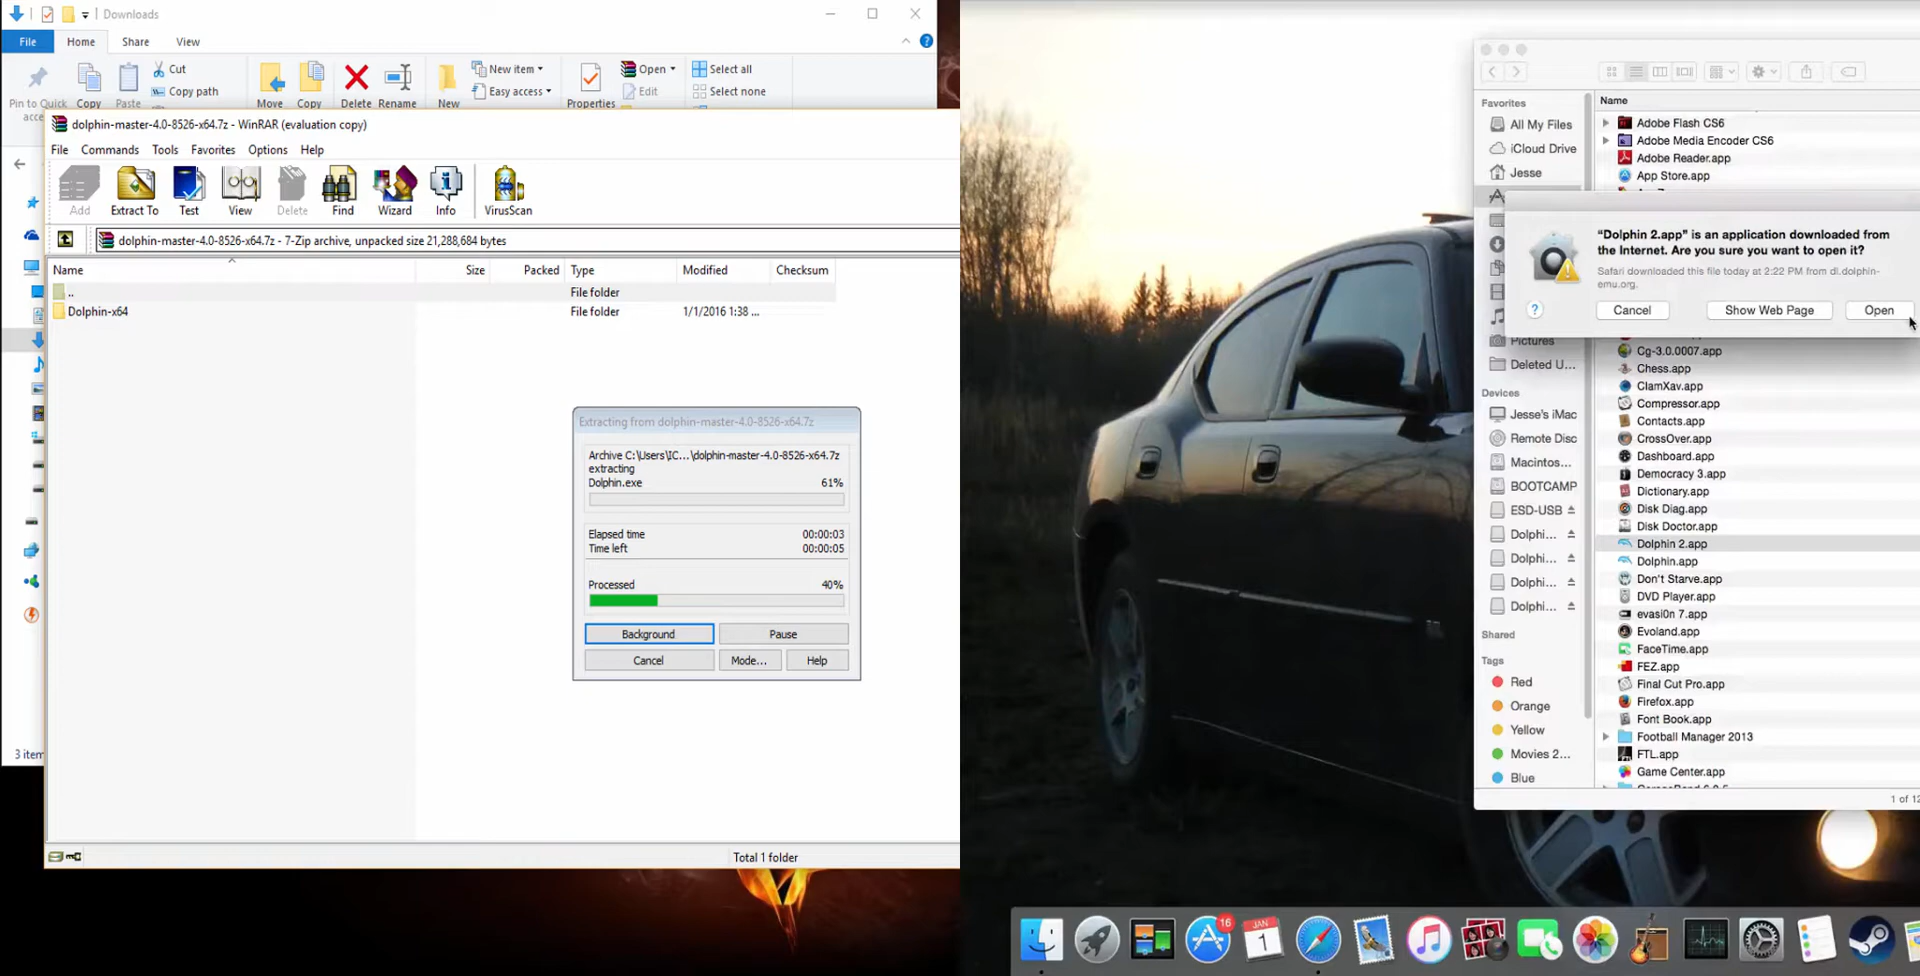 Downloads
File
Home
Share
View
Pin to Quick
Copy
Paste
Cut
Copy path
Move
Copy
Delete
Rename
New
New item
Easy access
Properties
Open
Edit
Select all
Select none
dolphin-master-4.0-8526-x64.7z - WinRAR (evaluation copy)
File Commands Tools Favorites Options Help
Add
Extract To
Test
View
Delete
Find
Wizard
Info
VirusScan
dolphin-master-4.0-8526-x64.7z - 7-Zip archive, unpacked size 21,288,684 bytes
Name Size Packed Type Modified Checksum
.. File folder
Dolphin-x64 File folder 1/1/2016 1:38 ...
Extracting from dolphin-master-4.0-8526-x64.7z
Archive C:\Users\IC...\dolphin-master-4.0-8526-x64.7z
extracting
Dolphin.exe 61%
Elapsed time 00:00:03
Time left 00:00:05
Processed 40%
Background
Pause
Cancel
Mode...
Help
Total 1 folder
Favorites
All My Files
iCloud Drive
Jesse
Pictures
Deleted U...
Devices
Jesse's iMac
Remote Disc
Macintos...
BOOTCAMP
ESD-USB
Dolphi...
Dolphi...
Dolphi...
Dolphi...
Shared
Tags
Red
Orange
Yellow
Movies 2...
Blue
Name
Adobe Flash CS6
Adobe Media Encoder CS6
Adobe Reader.app
App Store.app
“Dolphin 2.app” is an application downloaded from
the Internet. Are you sure you want to open it?
Safari downloaded this file today at 2:22 PM from dl.dolphin-
emu.org.
?
Cancel
Show Web Page
Open
Cg-3.0.0007.app
Chess.app
ClamXav.app
Compressor.app
Contacts.app
CrossOver.app
Dashboard.app
Democracy 3.app
Dictionary.app
Disk Diag.app
Disk Doctor.app
Dolphin 2.app
Dolphin.app
Don't Starve.app
DVD Player.app
evasi0n 7.app
Evoland.app
FaceTime.app
FEZ.app
Final Cut Pro.app
Firefox.app
Font Book.app
Football Manager 2013
FTL.app
Game Center.app
1 of 12
16
JAN
1